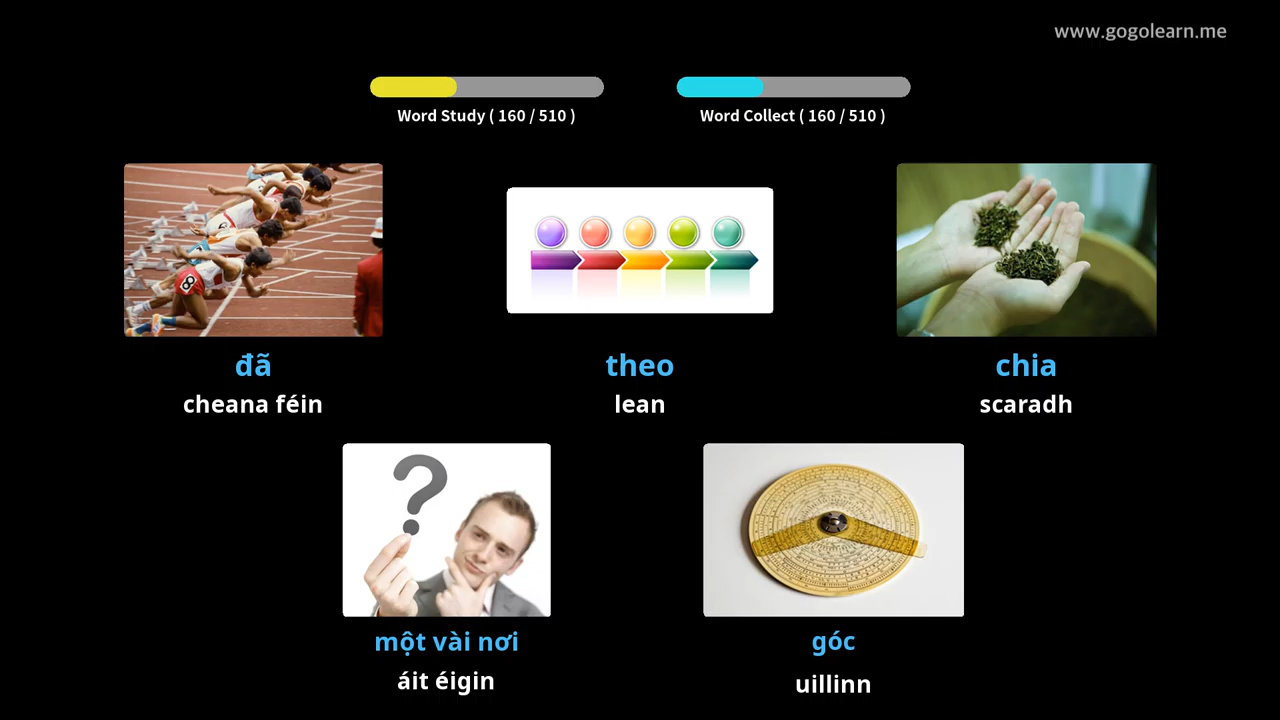 www.gogolearn.me
Word Study ( 160 / 510 )
Word Collect ( 160 / 510 )
đã
cheana féin
theo
lean
chia
scaradh
một vài nơi
áit éigin
góc
uillinn